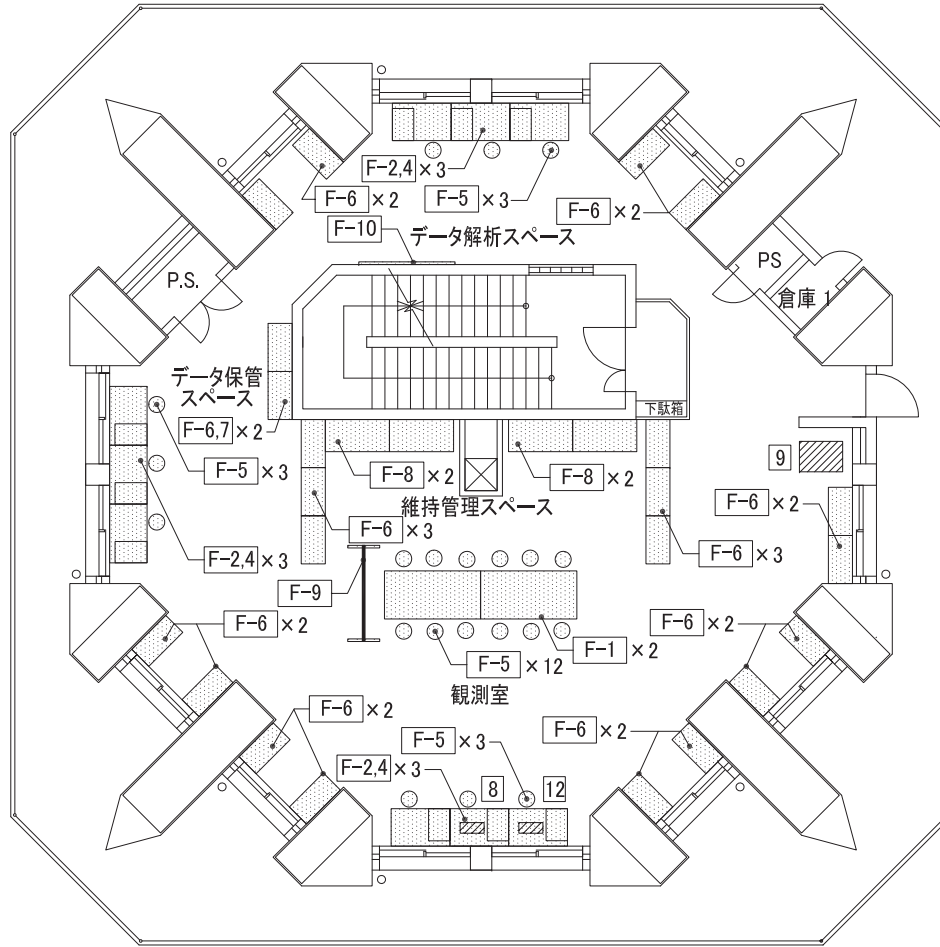 F-2,4 ×3
F-6 ×2
F-5 ×3
F-6 ×2
F-10
データ解析スペース
P.S.
PS
倉庫 1
データ保管
スペース
下駄箱
F-6,7 ×2
9
F-5 ×3
F-8 ×2
F-8 ×2
F-6 ×2
維持管理スペース
F-6 ×3
F-6 ×3
F-2,4 ×3
F-9
F-6 ×2
F-6 ×2
F-1 ×2
F-5 ×12
観測室
F-6 ×2
F-6 ×2
F-5 ×3
F-2,4 ×3
8
12